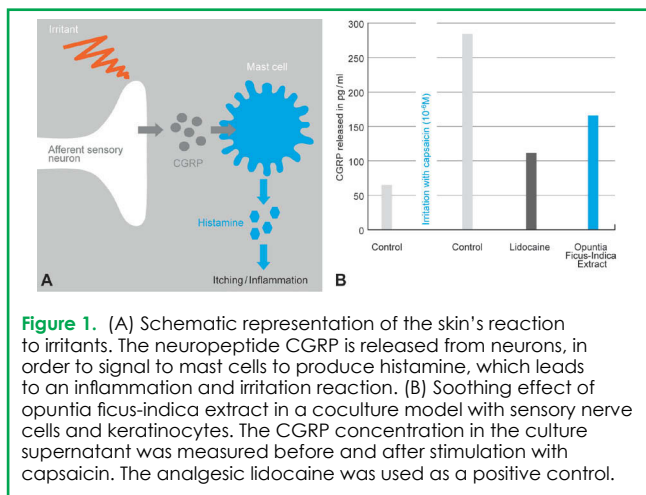 Irritant
Mast cell
Afferent sensory
neuron
CGRP
Histamine
Itching/Inflammation
A
CGRP released in pg/ml
300
250
200
150
100
50
0
Control
Irritation with capsaicin (10⁻⁶M)
Control
Lidocaine
Opuntia
Ficus-Indica
Extract
B
Figure 1. (A) Schematic representation of the skin's reaction
to irritants. The neuropeptide CGRP is released from neurons, in
order to signal to mast cells to produce histamine, which leads
to an inflammation and irritation reaction. (B) Soothing effect of
opuntia ficus-indica extract in a coculture model with sensory nerve
cells and keratinocytes. The CGRP concentration in the culture
supernatant was measured before and after stimulation with
capsaicin. The analgesic lidocaine was used as a positive control.